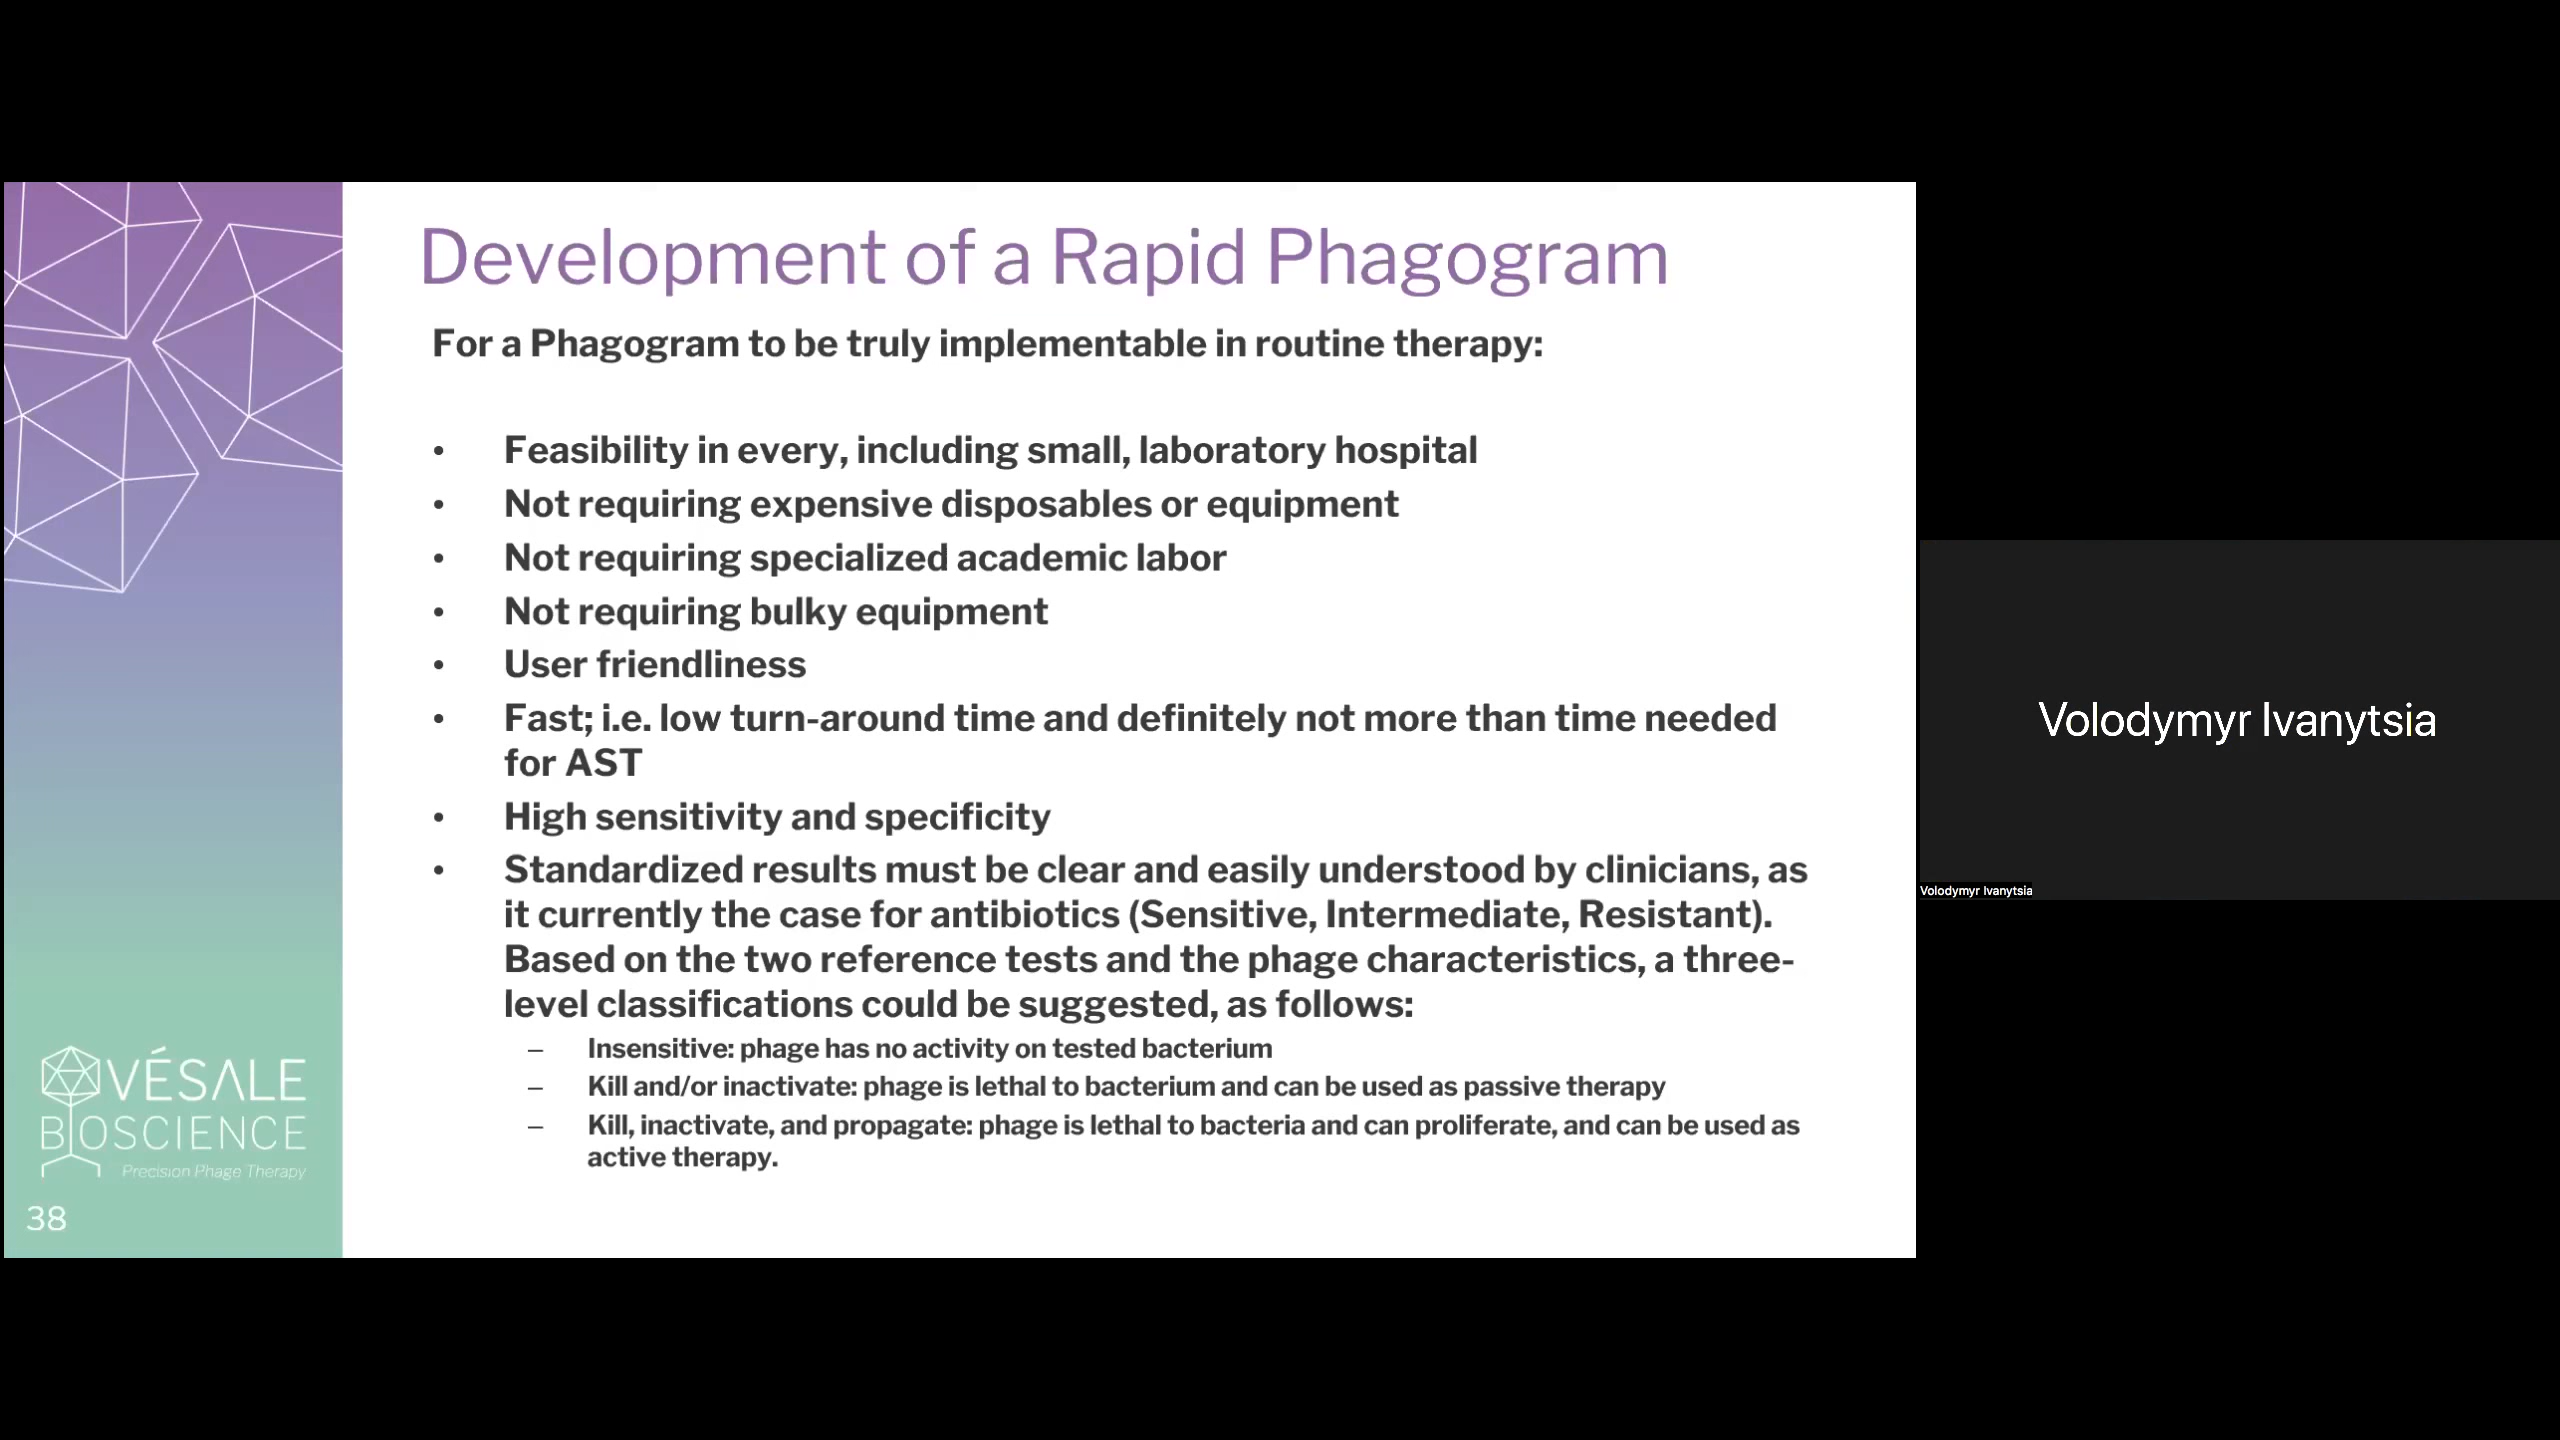 Development of a Rapid Phagogram
For a Phagogram to be truly implementable in routine therapy:
• Feasibility in every, including small, laboratory hospital
• Not requiring expensive disposables or equipment
• Not requiring specialized academic labor
• Not requiring bulky equipment
• User friendliness
• Fast; i.e. low turn-around time and definitely not more than time needed
for AST
• High sensitivity and specificity
• Standardized results must be clear and easily understood by clinicians, as
it currently the case for antibiotics (Sensitive, Intermediate, Resistant).
Based on the two reference tests and the phage characteristics, a three-
level classifications could be suggested, as follows:
– Insensitive: phage has no activity on tested bacterium
– Kill and/or inactivate: phage is lethal to bacterium and can be used as passive therapy
– Kill, inactivate, and propagate: phage is lethal to bacteria and can proliferate, and can be used as
active therapy.
VÉSALE
BIOSCIENCE
Precision Phage Therapy
38
Volodymyr Ivanytsia
Volodymyr Ivanytsia